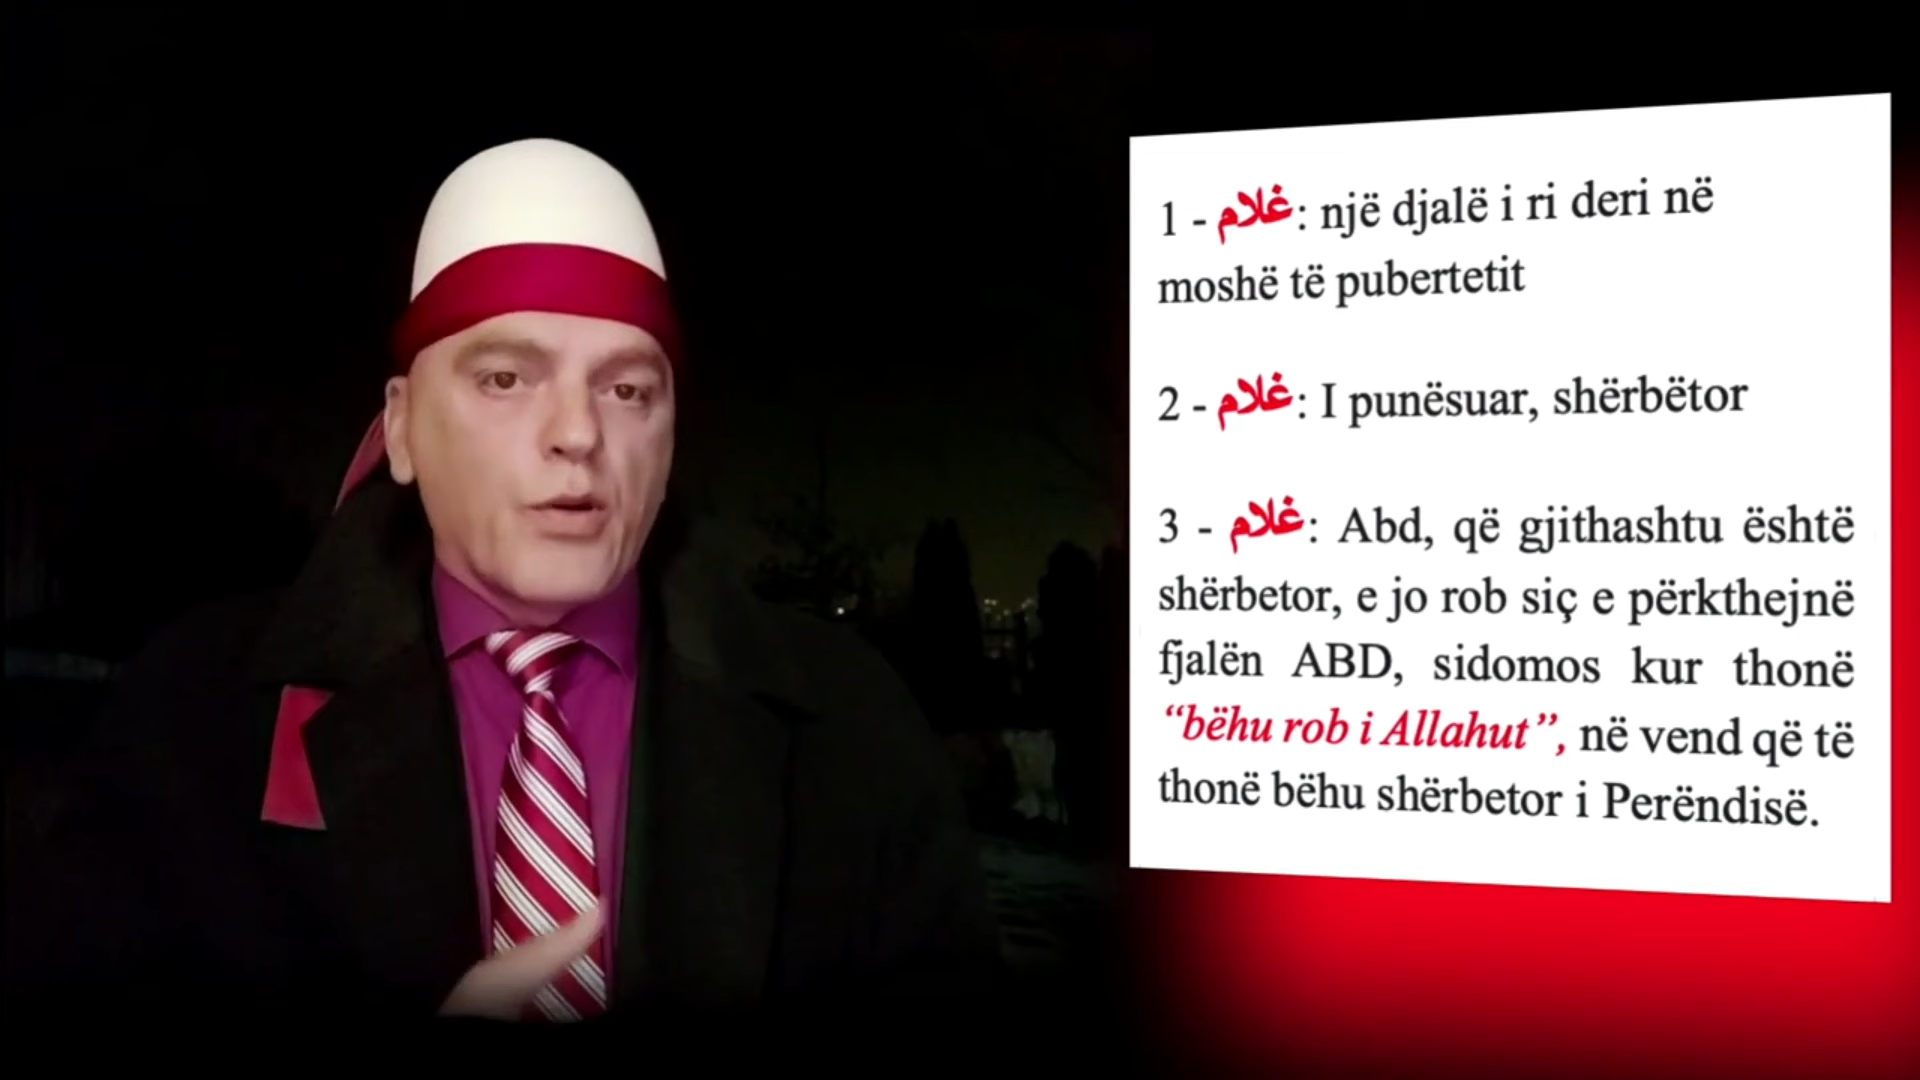 1 - غلام: një djalë i ri deri në
moshë të pubertetit
2 - غلام: I punësuar, shërbëtor
3 - غلام: Abd, që gjithashtu është
shërbetor, e jo rob siç e përkthejnë
fjalën ABD, sidomos kur thonë
“bëhu rob i Allahut”, në vend që të
thonë bëhu shërbetor i Perëndisë.